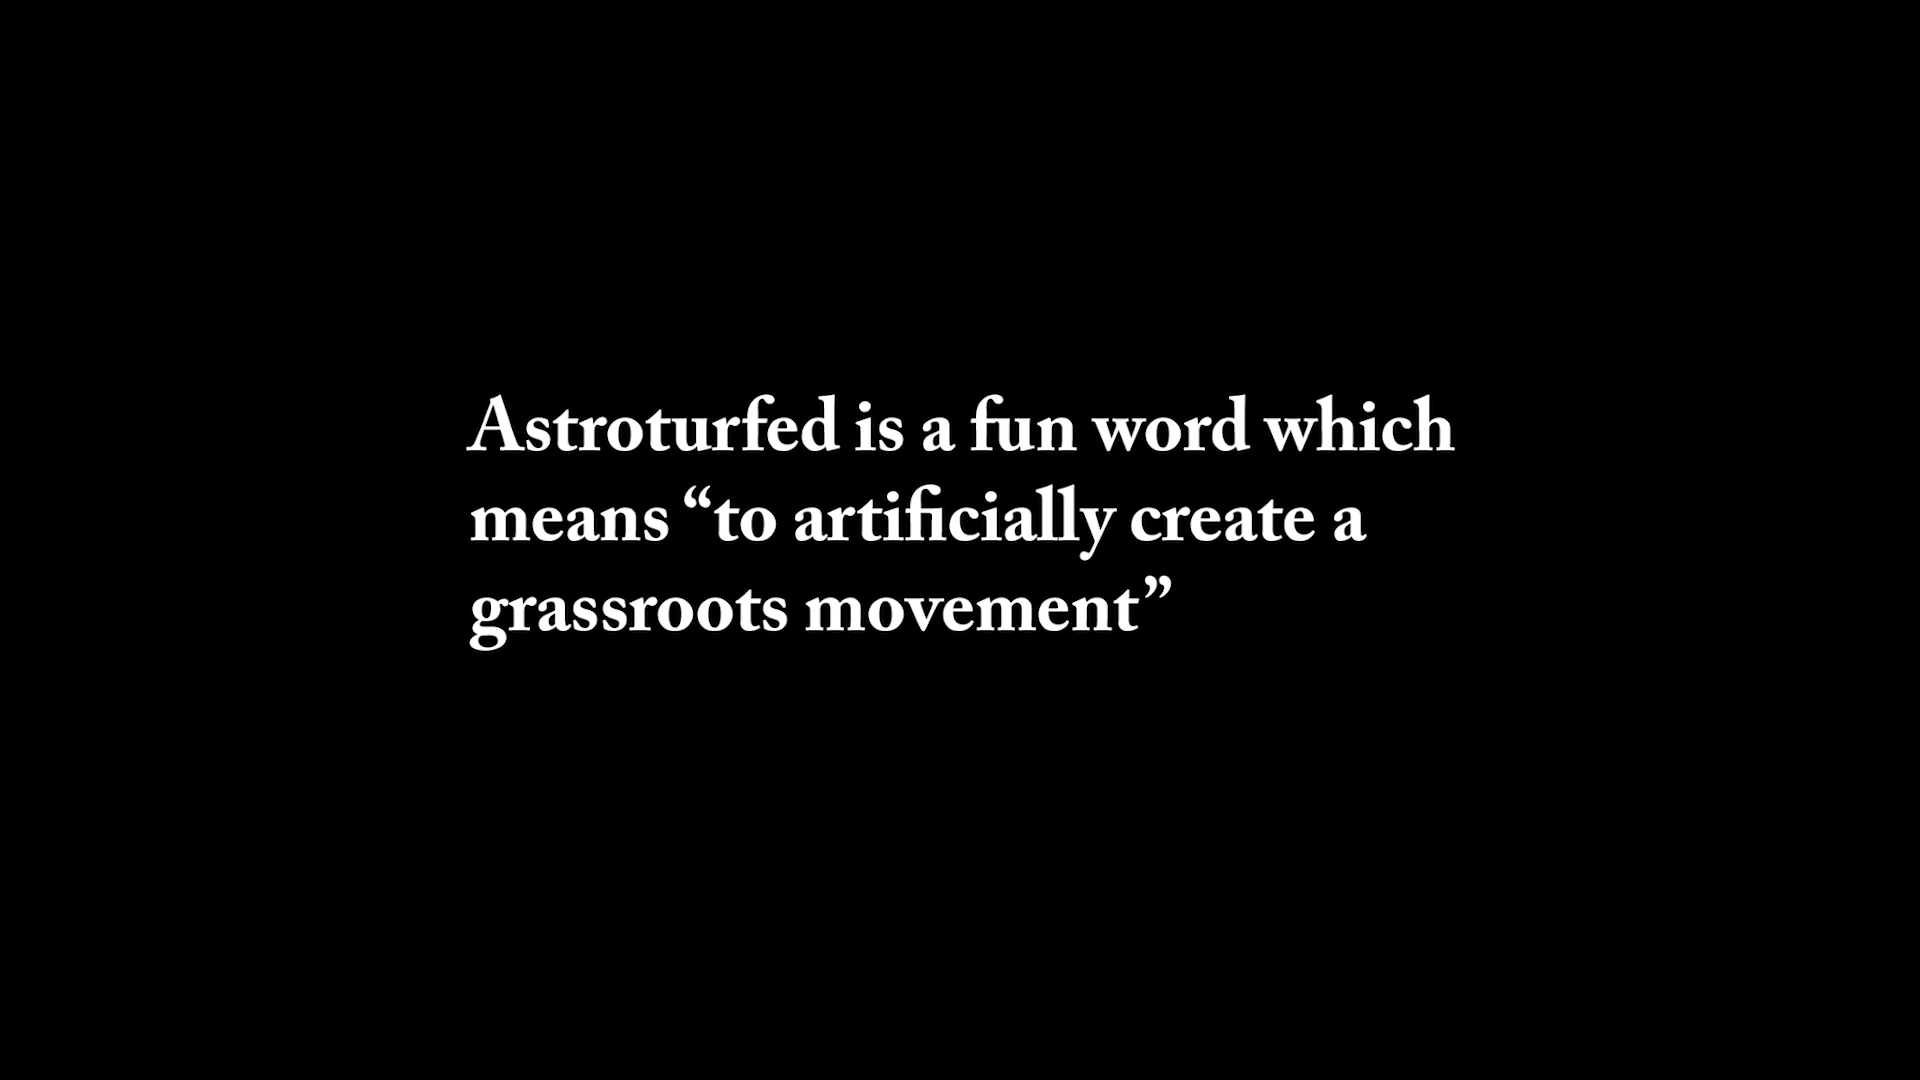 Astroturfed is a fun word which
means “to artificially create a
grassroots movement”